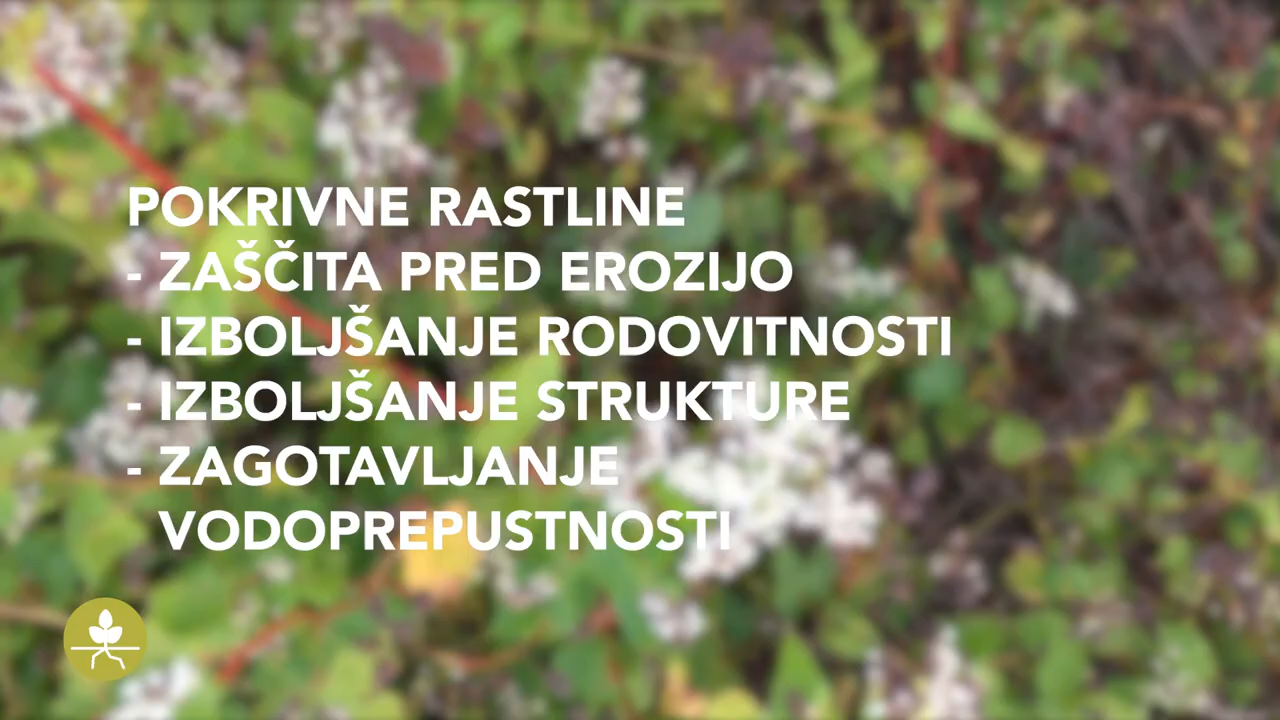 POKRIVNE RASTLINE
- ZAŠČITA PRED EROZIJO
- IZBOLJŠANJE RODOVITNOSTI
- IZBOLJŠANJE STRUKTURE
- ZAGOTAVLJANJE
VODOPREPUSTNOSTI